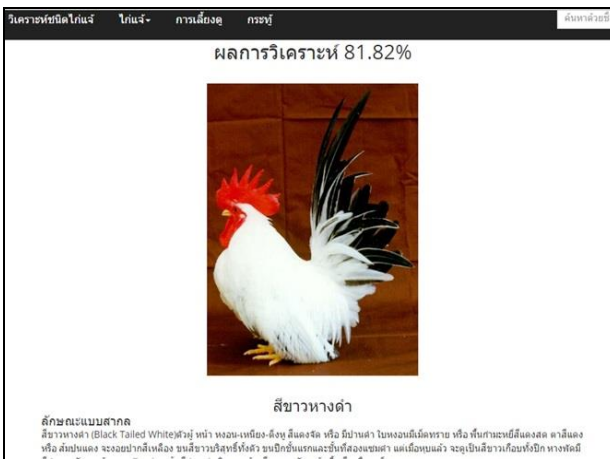 วิเคราะห์ชนิดไก่แจ้ ไก่แจ้ การเลี้ยงดู กระทู้ ค้นหาด้วยชื่
ผลการวิเคราะห์ 81.82%
สีขาวหางดำ
ลักษณะแบบสากล
สีขาวหางดำ (Black Tailed White)ตัวผู้ หน้า หงอน-เหนียง-ติ่งหู สีแดงจัด หรือ มีปานดำ ใบหงอนมีเม็ดทราย หรือ พื้นกำมะหยี่สีแดงสด ตาสีแดง
หรือ ส้มปนแดง จะงอยปากสีเหลือง ขนสีขาวบริสุทธิ์ทั้งตัว ขนปีกชั้นแรกและชั้นที่สองแซมดำ แต่เมื่อหุบแล้ว จะดูเป็นสีขาวเกือบทั้งปีก หางพัดมี